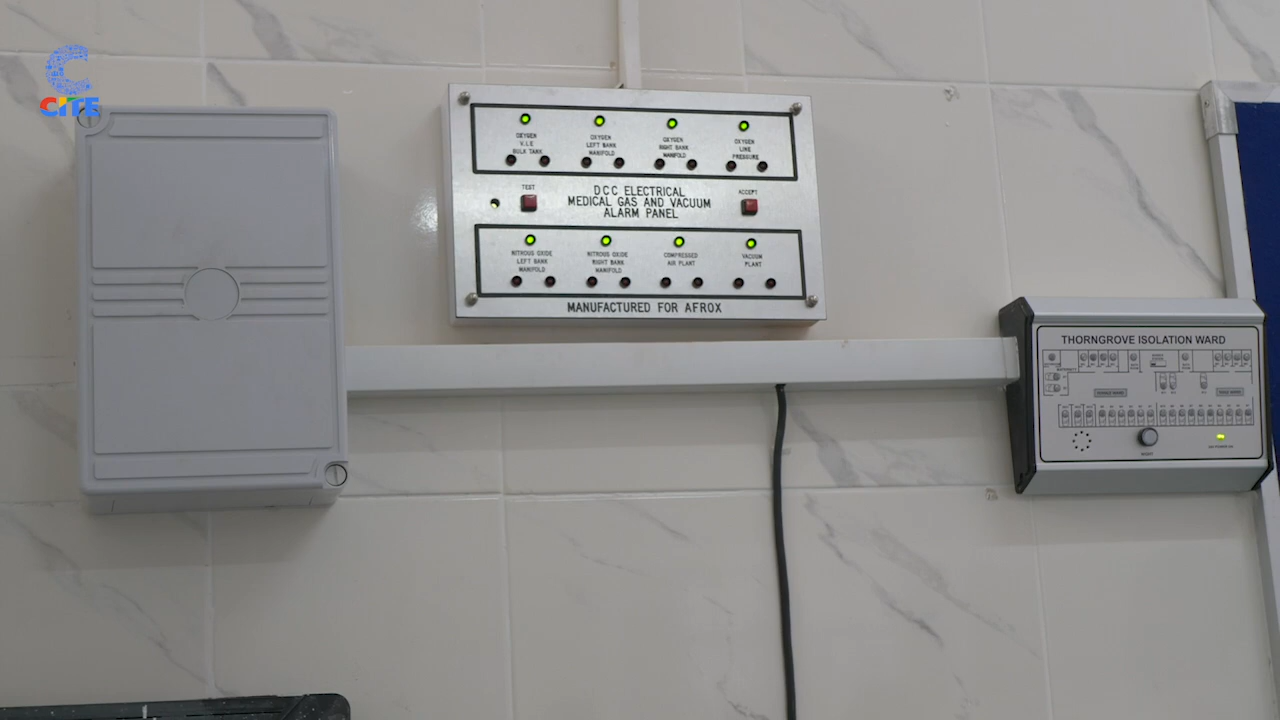 CITE
OXYGEN
V.I.E
BULK TANK
OXYGEN
LEFT BANK
MANIFOLD
OXYGEN
RIGHT BANK
MANIFOLD
OXYGEN
LINE
PRESSURE
TEST
DCC ELECTRICAL
MEDICAL GAS AND VACUUM
ALARM PANEL
ACCEPT
NITROUS OXIDE
LEFT BANK
MANIFOLD
NITROUS OXIDE
RIGHT BANK
MANIFOLD
COMPRESSED
AIR PLANT
VACUUM
PLANT
MANUFACTURED FOR AFROX
THORNGROVE ISOLATION WARD
MATERNITY